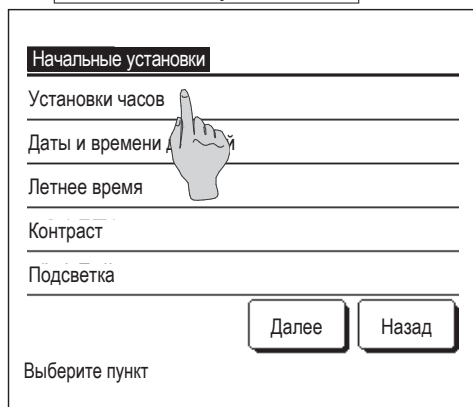 Начальные установки
Установки часов
Даты и времени
Летнее время
Контраст
Подсветка
Далее
Назад
Выберите пункт